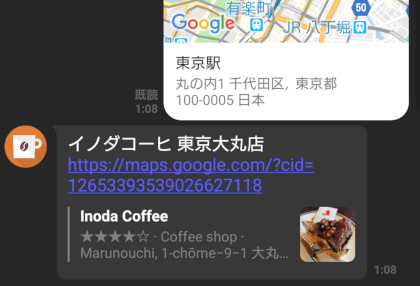 有楽町
50
JR 八丁堀
Google
東京駅
丸の内1 千代田区, 東京都
100-0005 日本
既読
1:08
イノダコーヒ 東京大丸店
https://maps.google.com/?cid=
12653393539026627118
Inoda Coffee
★★★★☆ · Coffee shop ·
Marunouchi, 1-chōme−9−1 大丸...
1:08